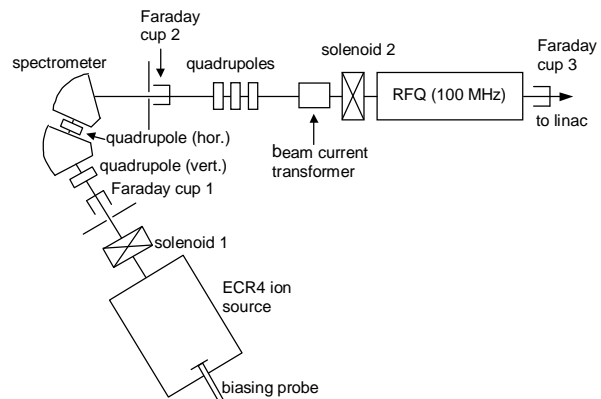 Faraday
cup 2
spectrometer
quadrupoles
solenoid 2
Faraday
cup 3
RFQ (100 MHz)
to linac
quadrupole (hor.)
beam current
transformer
quadrupole (vert.)
Faraday cup 1
solenoid 1
ECR4 ion
source
biasing probe